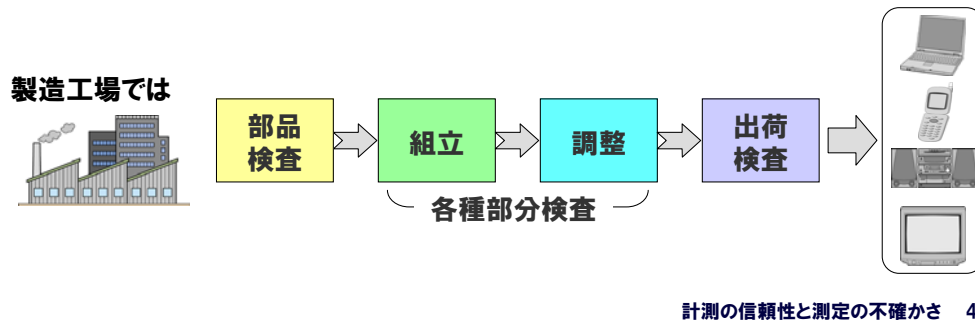 製造工場では
部品
検査
組立
調整
出荷
検査
各種部分検査
計測の信頼性と測定の不確かさ 4